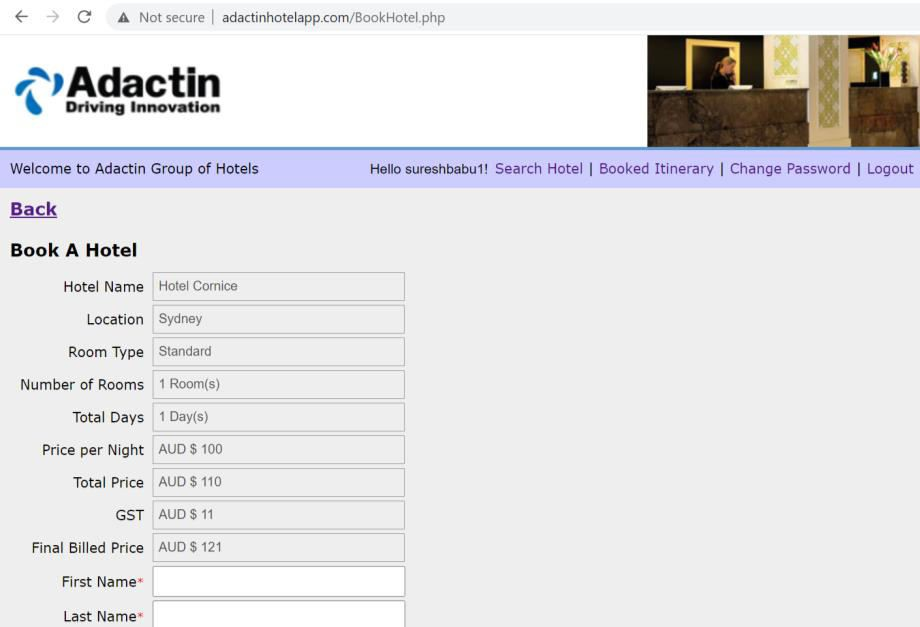 Not secure | adactinhotelapp.com/BookHotel.php
Adactin
Driving Innovation
Welcome to Adactin Group of Hotels Hello sureshbabu1! Search Hotel | Booked Itinerary | Change Password | Logout
Back
Book A Hotel
Hotel Name Hotel Cornice
Location Sydney
Room Type Standard
Number of Rooms 1 Room(s)
Total Days 1 Day(s)
Price per Night AUD $ 100
Total Price AUD $ 110
GST AUD $ 11
Final Billed Price AUD $ 121
First Name*
Last Name*